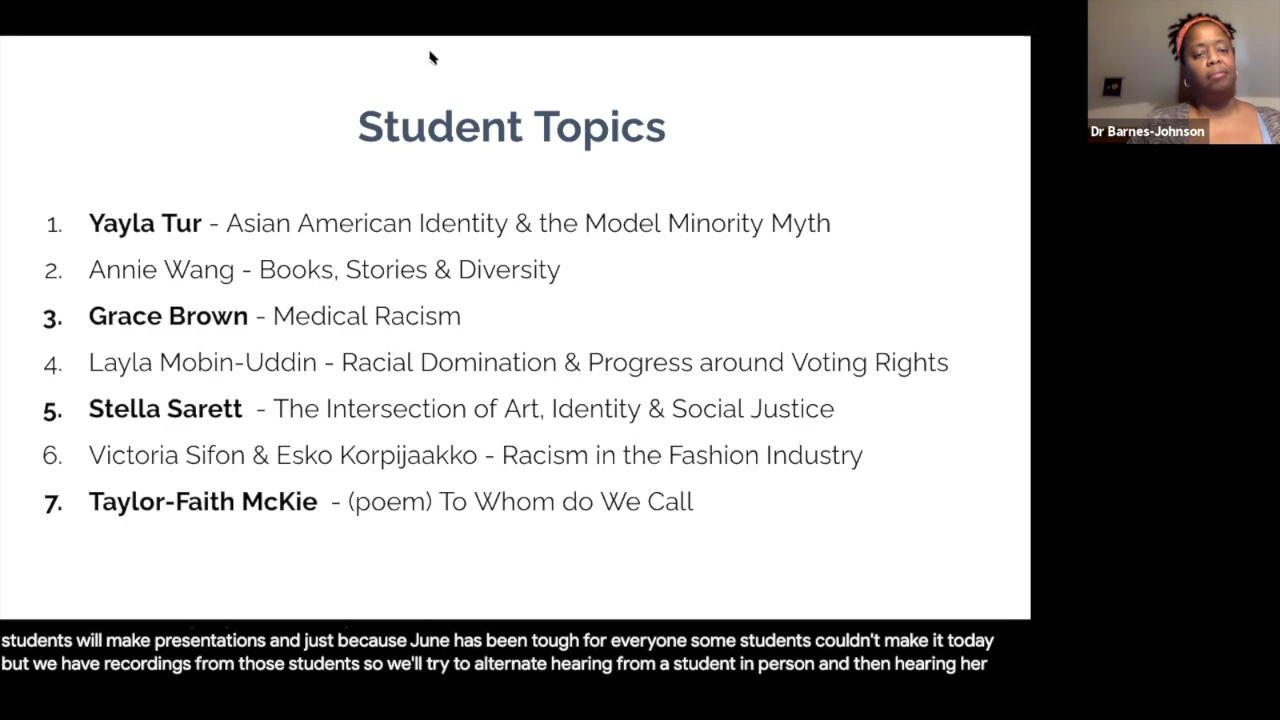 Student Topics
1. Yayla Tur - Asian American Identity & the Model Minority Myth
2. Annie Wang - Books, Stories & Diversity
3. Grace Brown - Medical Racism
4. Layla Mobin-Uddin - Racial Domination & Progress around Voting Rights
5. Stella Sarett - The Intersection of Art, Identity & Social Justice
6. Victoria Sifon & Esko Korpijaakko - Racism in the Fashion Industry
7. Taylor-Faith McKie - (poem) To Whom do We Call
Dr Barnes-Johnson
students will make presentations and just because June has been tough for everyone some students couldn't make it today
but we have recordings from those students so we'll try to alternate hearing from a student in person and then hearing her